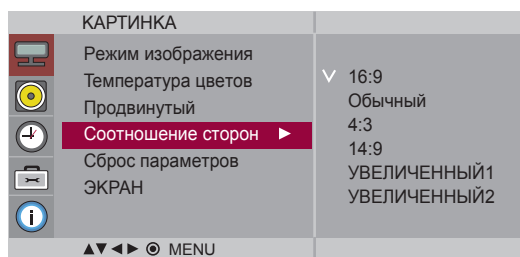 КАРТИНКА
Режим изображения
Температура цветов
Продвинутый
Соотношение сторон ►
Сброс параметров
ЭКРАН
16:9
Обычный
4:3
14:9
УВЕЛИЧЕННЫЙ1
УВЕЛИЧЕННЫЙ2
▲▼◄► ◉ MENU